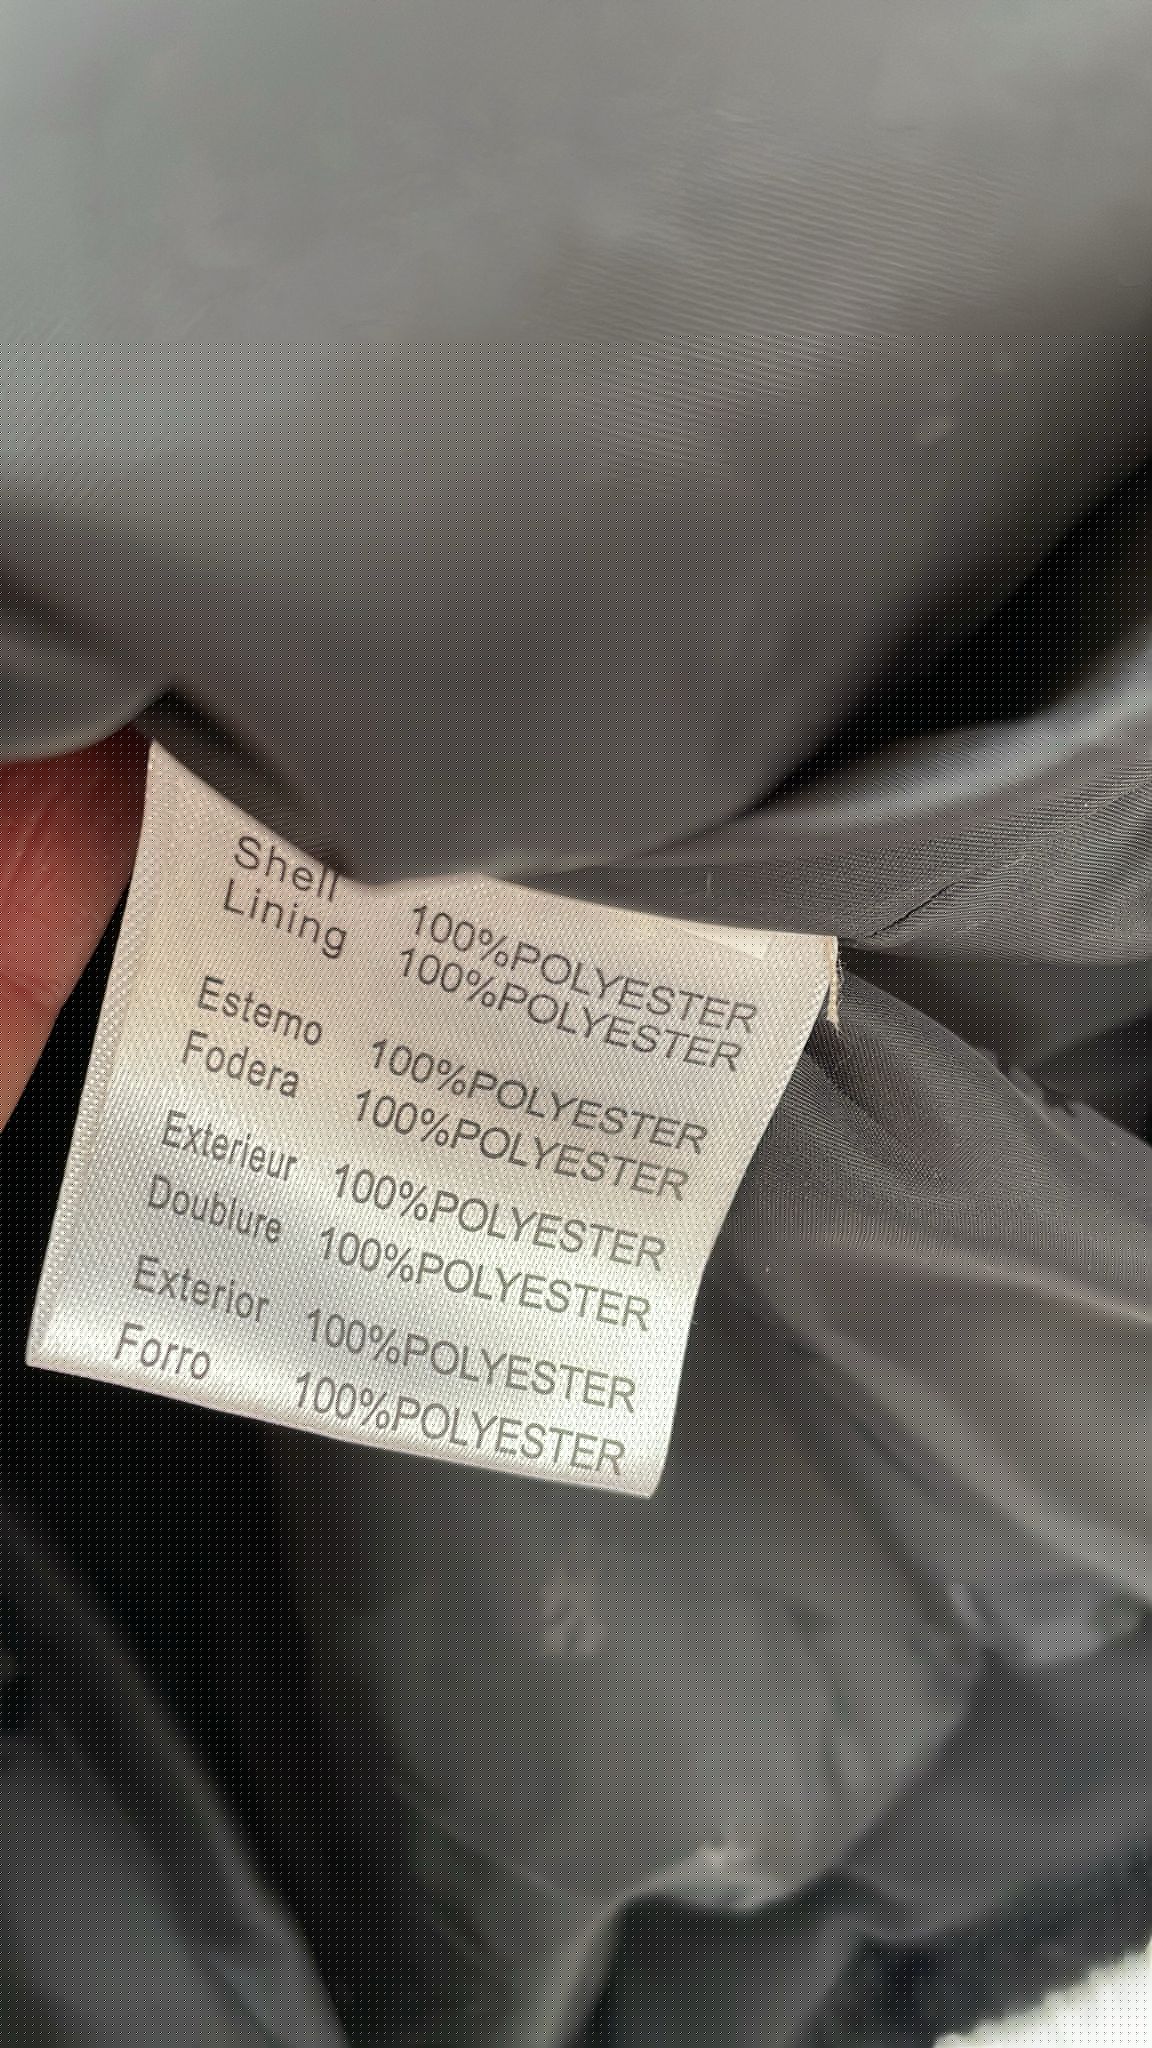 Shell 100%POLYESTER
Lining 100%POLYESTER
Estemo 100%POLYESTER
Fodera 100%POLYESTER
Exterieur 100%POLYESTER
Doublure 100%POLYESTER
Exterior 100%POLYESTER
Forro 100%POLYESTER